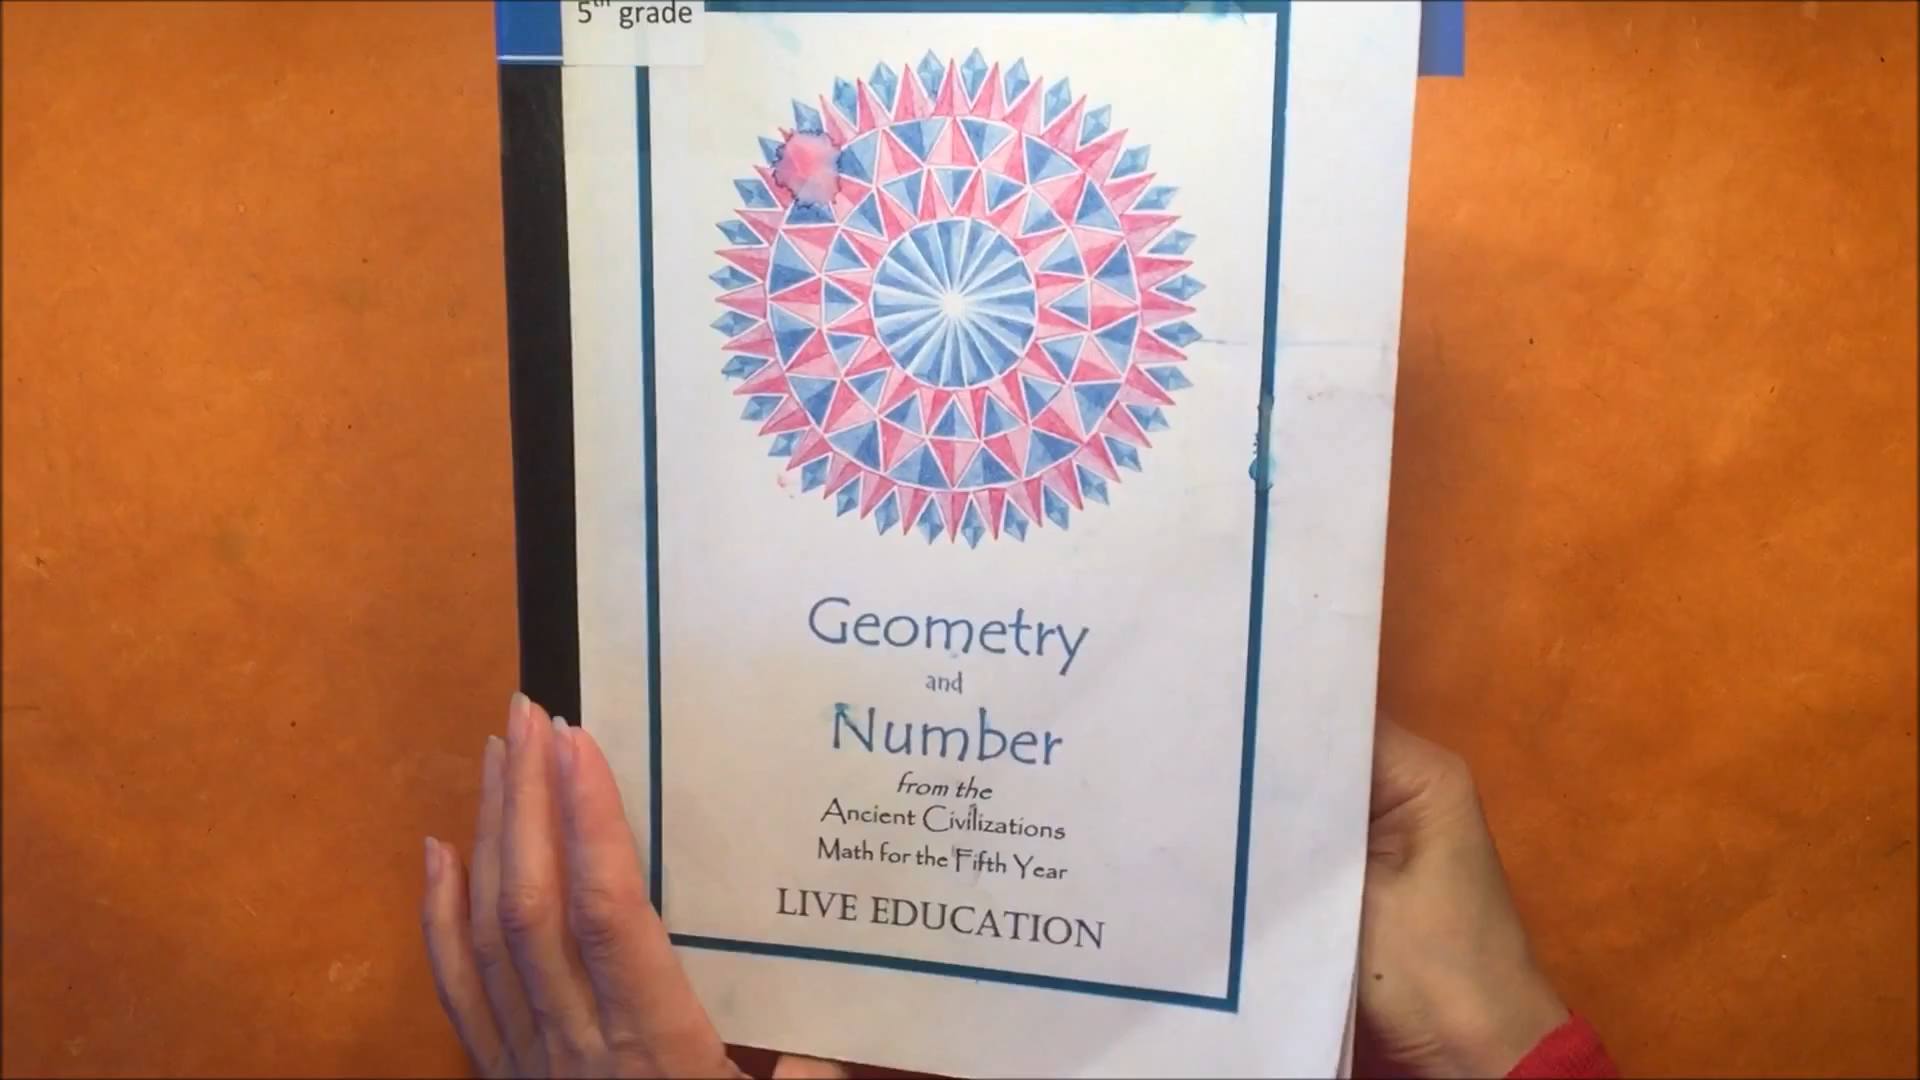 5th grade
Geometry
and
Number
from the
Ancient Civilizations
Math for the Fifth Year
LIVE EDUCATION